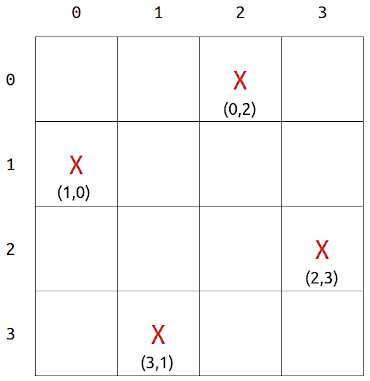 0 1 2 3
0
X
(0,2)
1
X
(1,0)
2
X
(2,3)
3
X
(3,1)